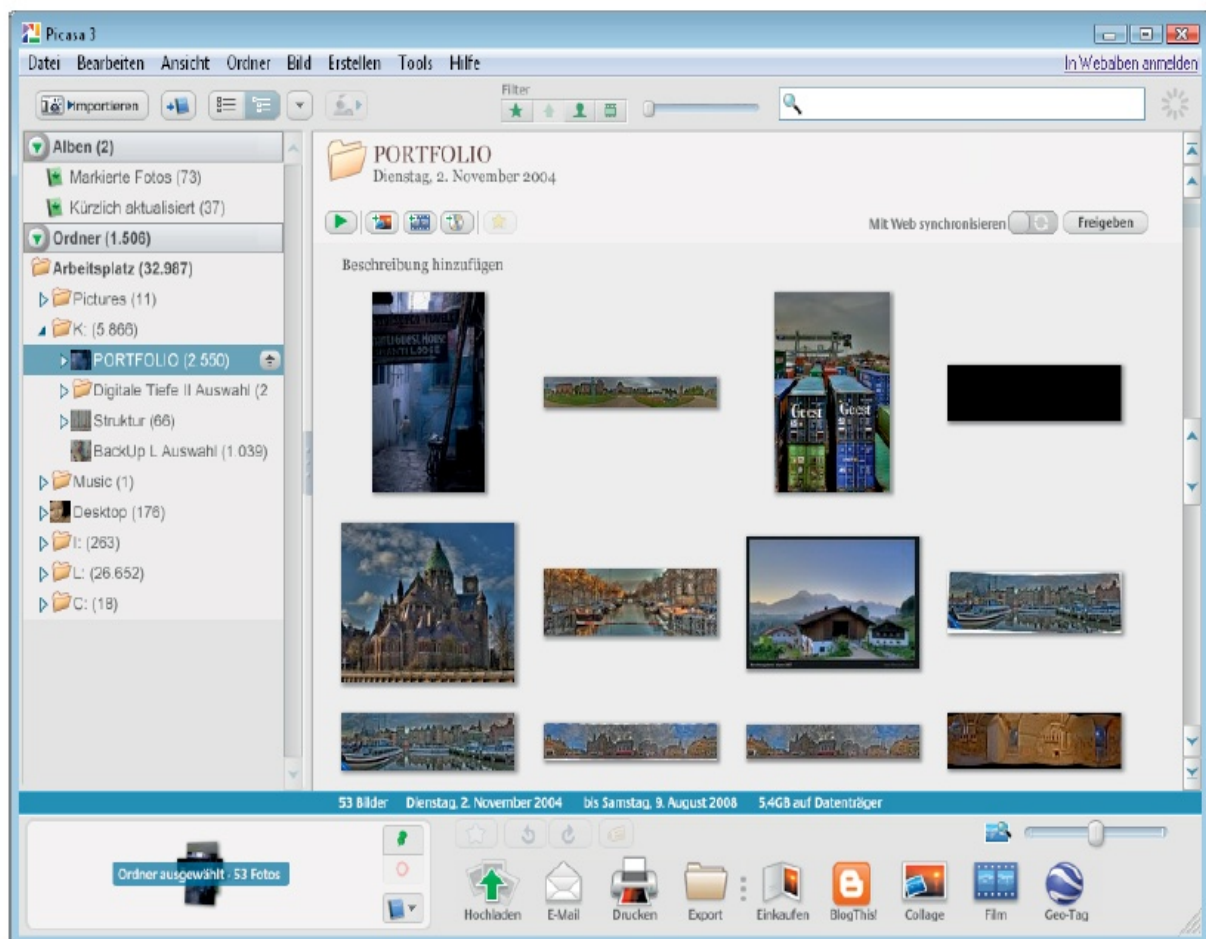 Picasa 3
Datei Bearbeiten Ansicht Ordner Bild Erstellen Tools Hilfe
In Webalben anmelden
Importieren
Filter
Alben (2)
Markierte Fotos (73)
Kürzlich aktualisiert (37)
Ordner (1.506)
Arbeitsplatz (32.987)
Pictures (11)
K: (5.866)
PORTFOLIO (2.550)
Digitale Tiefe II Auswahl (2
Struktur (66)
BackUp L Auswahl (1.039)
Music (1)
Desktop (176)
I: (263)
L: (26.652)
C: (18)
PORTFOLIO
Dienstag, 2. November 2004
Mit Web synchronisieren
Freigeben
Beschreibung hinzufügen
Geest Geest
53 Bilder Dienstag, 2. November 2004 bis Samstag, 9. August 2008 5,4GB auf Datenträger
Ordner ausgewählt - 53 Fotos
Hochladen E-Mail Drucken Export Einkaufen BlogThis! Collage Film Geo-Tag